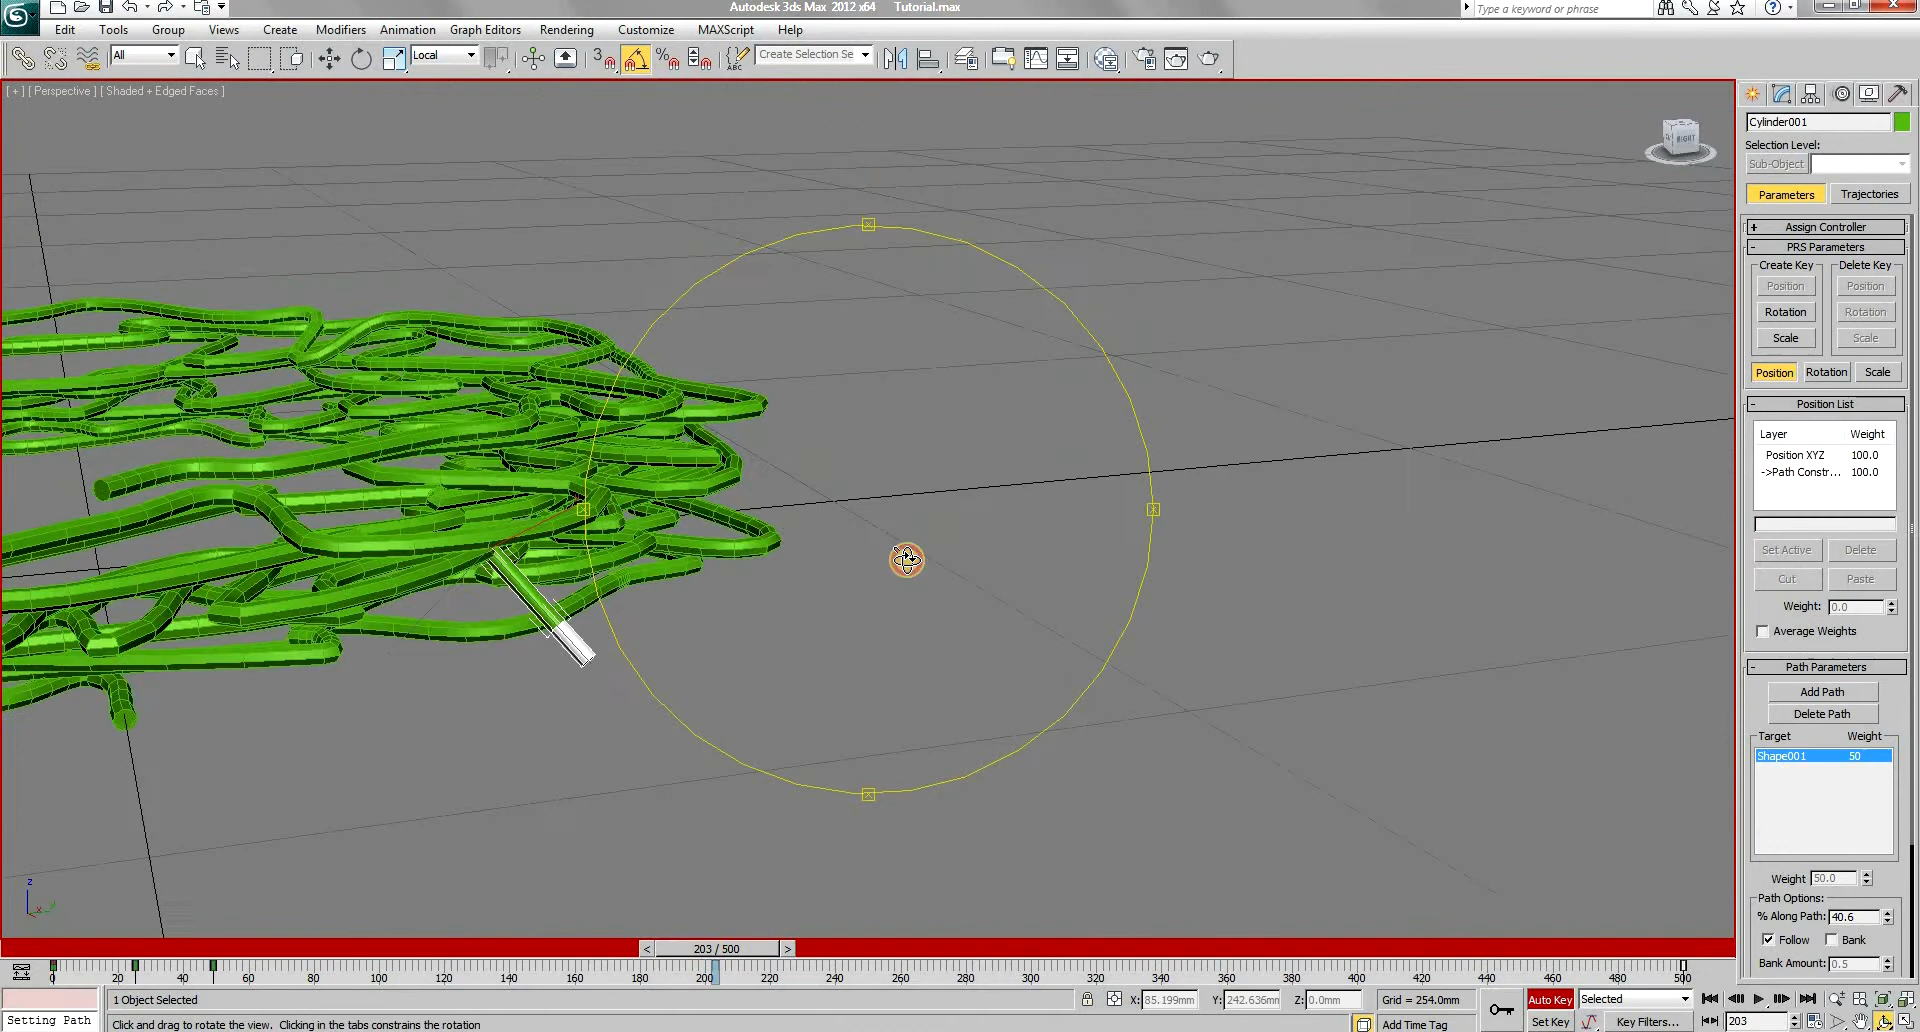 Autodesk 3ds Max 2012 x64 Tutorial.max
Type a keyword or phrase
Edit Tools Group Views Create Modifiers Animation Graph Editors Rendering Customize MAXScript Help
All
Local
3
Create Selection Se
ABC
[ + ] [ Perspective ] [ Shaded + Edged Faces ]
RIGHT
Cylinder001
Selection Level:
Sub-Object
Parameters Trajectories
+ Assign Controller
- PRS Parameters
Create Key Delete Key
Position Position
Rotation Rotation
Scale Scale
Position Rotation Scale
- Position List
Layer Weight
Position XYZ 100.0
->Path Constr... 100.0
Set Active Delete
Cut Paste
Weight: 0.0
Average Weights
- Path Parameters
Add Path
Delete Path
Target Weight
Shape001 50
Weight 50.0
Path Options:
% Along Path: 40.6
Follow Bank
Bank Amount: 0.5
z
x y
< 203 / 500 >
0 20 40 60 80 100 120 140 160 180 200 220 240 260 280 300 320 340 360 380 400 420 440 460 480 500
1 Object Selected
X: 85.199mm Y: 242.636mm Z: 0.0mm Grid = 254.0mm
Auto Key Selected
Setting Path
Click and drag to rotate the view. Clicking in the tabs constrains the rotation
Add Time Tag
Set Key Key Filters...
203